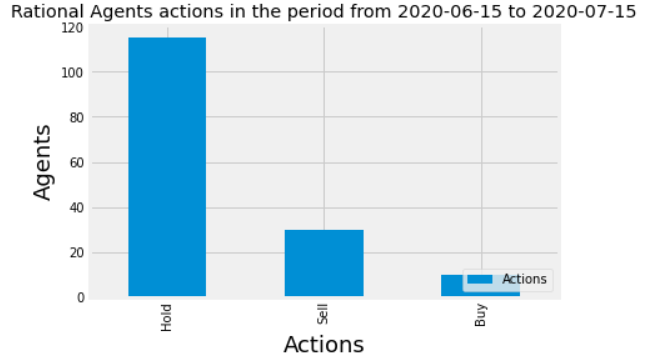 Rational Agents actions in the period from 2020-06-15 to 2020-07-15
120
100
80
60
40
20
0
Agents
Hold
Sell
Buy
Actions
Actions